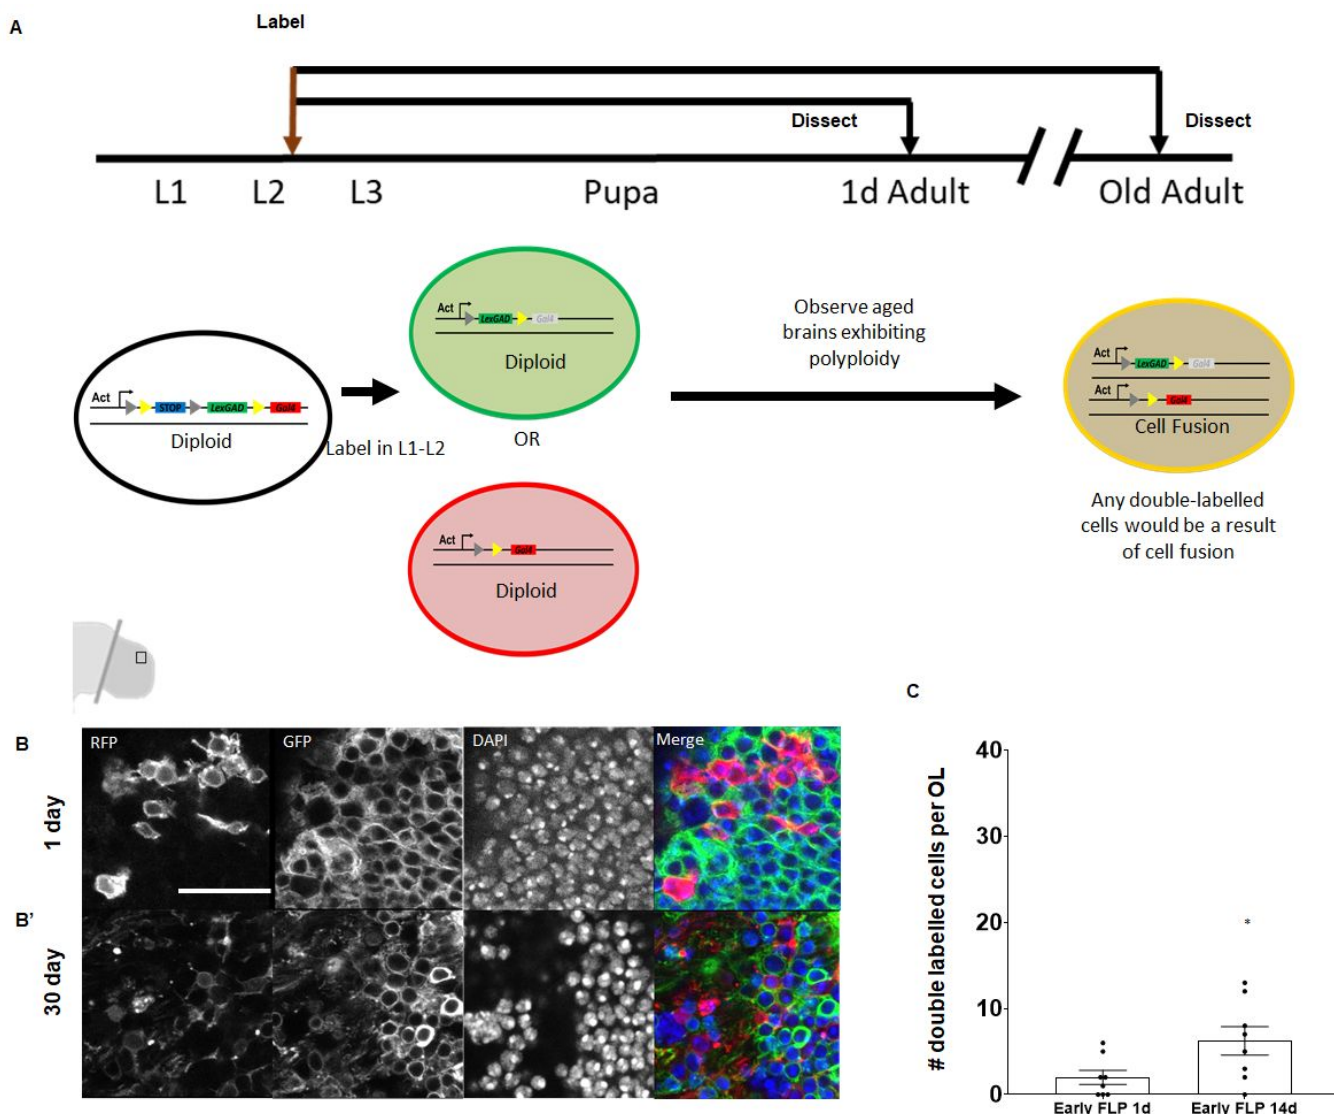 A
Label
Dissect
Dissect
L1
L2
L3
Pupa
1d Adult
Old Adult
Act
STOP
LexGAD
Gal4
Diploid
Label in L1-L2
Act
LexGAD
Gal4
Diploid
OR
Act
Gal4
Diploid
Observe aged
brains exhibiting
polyploidy
Act
LexGAD
Gal4
Act
Gal4
Cell Fusion
Any double-labelled
cells would be a result
of cell fusion
B
1 day
RFP
GFP
DAPI
Merge
B’
30 day
C
# double labelled cells per OL
40
30
20
10
0
*
Early FLP 1d
Early FLP 14d